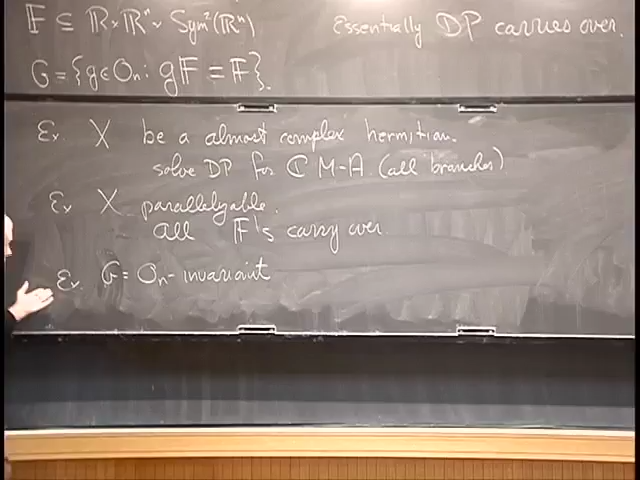 𝔽 ⊆ ℝ × ℝⁿ × Sym²(ℝⁿ) Essentially DP carries over.
G = {g ∈ Oₙ : g𝔽 = 𝔽}.
Ex. X be a almost complex hermitian.
solve DP for ℂ M-A. (all branches)
Ex X parallelizable.
all 𝔽's carry over.
Ex. G = Oₙ-invariant